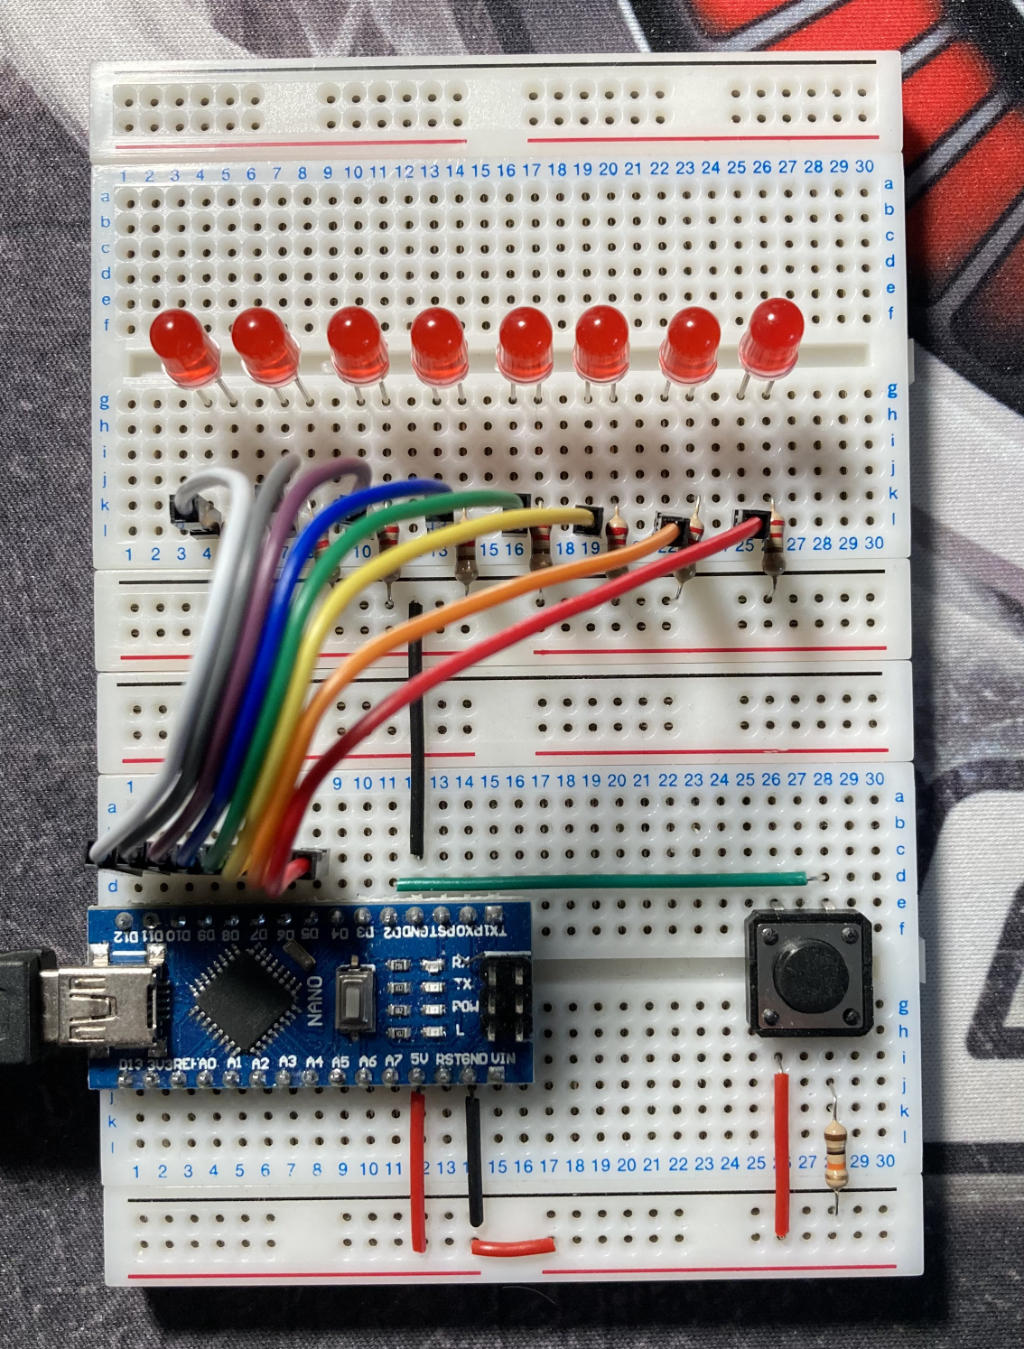 1 2 3 4 5 6 7 8 9 10 11 12 13 14 15 16 17 18 19 20 21 22 23 24 25 26 27 28 29 30
a a
b b
c c
d d
e e
f f
g g
h h
i i
j j
k k
l l
1 2 3 4 7 10 13 15 16 19 22 25 27 28 29 30
1 9 10 11 13 14 15 16 17 18 19 20 21 22 23 24 25 26 27 28 29 30
a a
b
c
d d
e
f
D12 D11 D10 D9 D8 D7 D6 D5 D4 D3 D2 GND RST RX0 TX1
RX
TX
POW
L
NANO
g
h
i
D13 3V3 REF A0 A1 A2 A3 A4 A5 A6 A7 5V RST GND VIN
j j
k k
l l
1 2 3 4 5 6 7 8 9 10 11 12 15 16 17 18 19 20 21 22 23 24 25 27 29 30